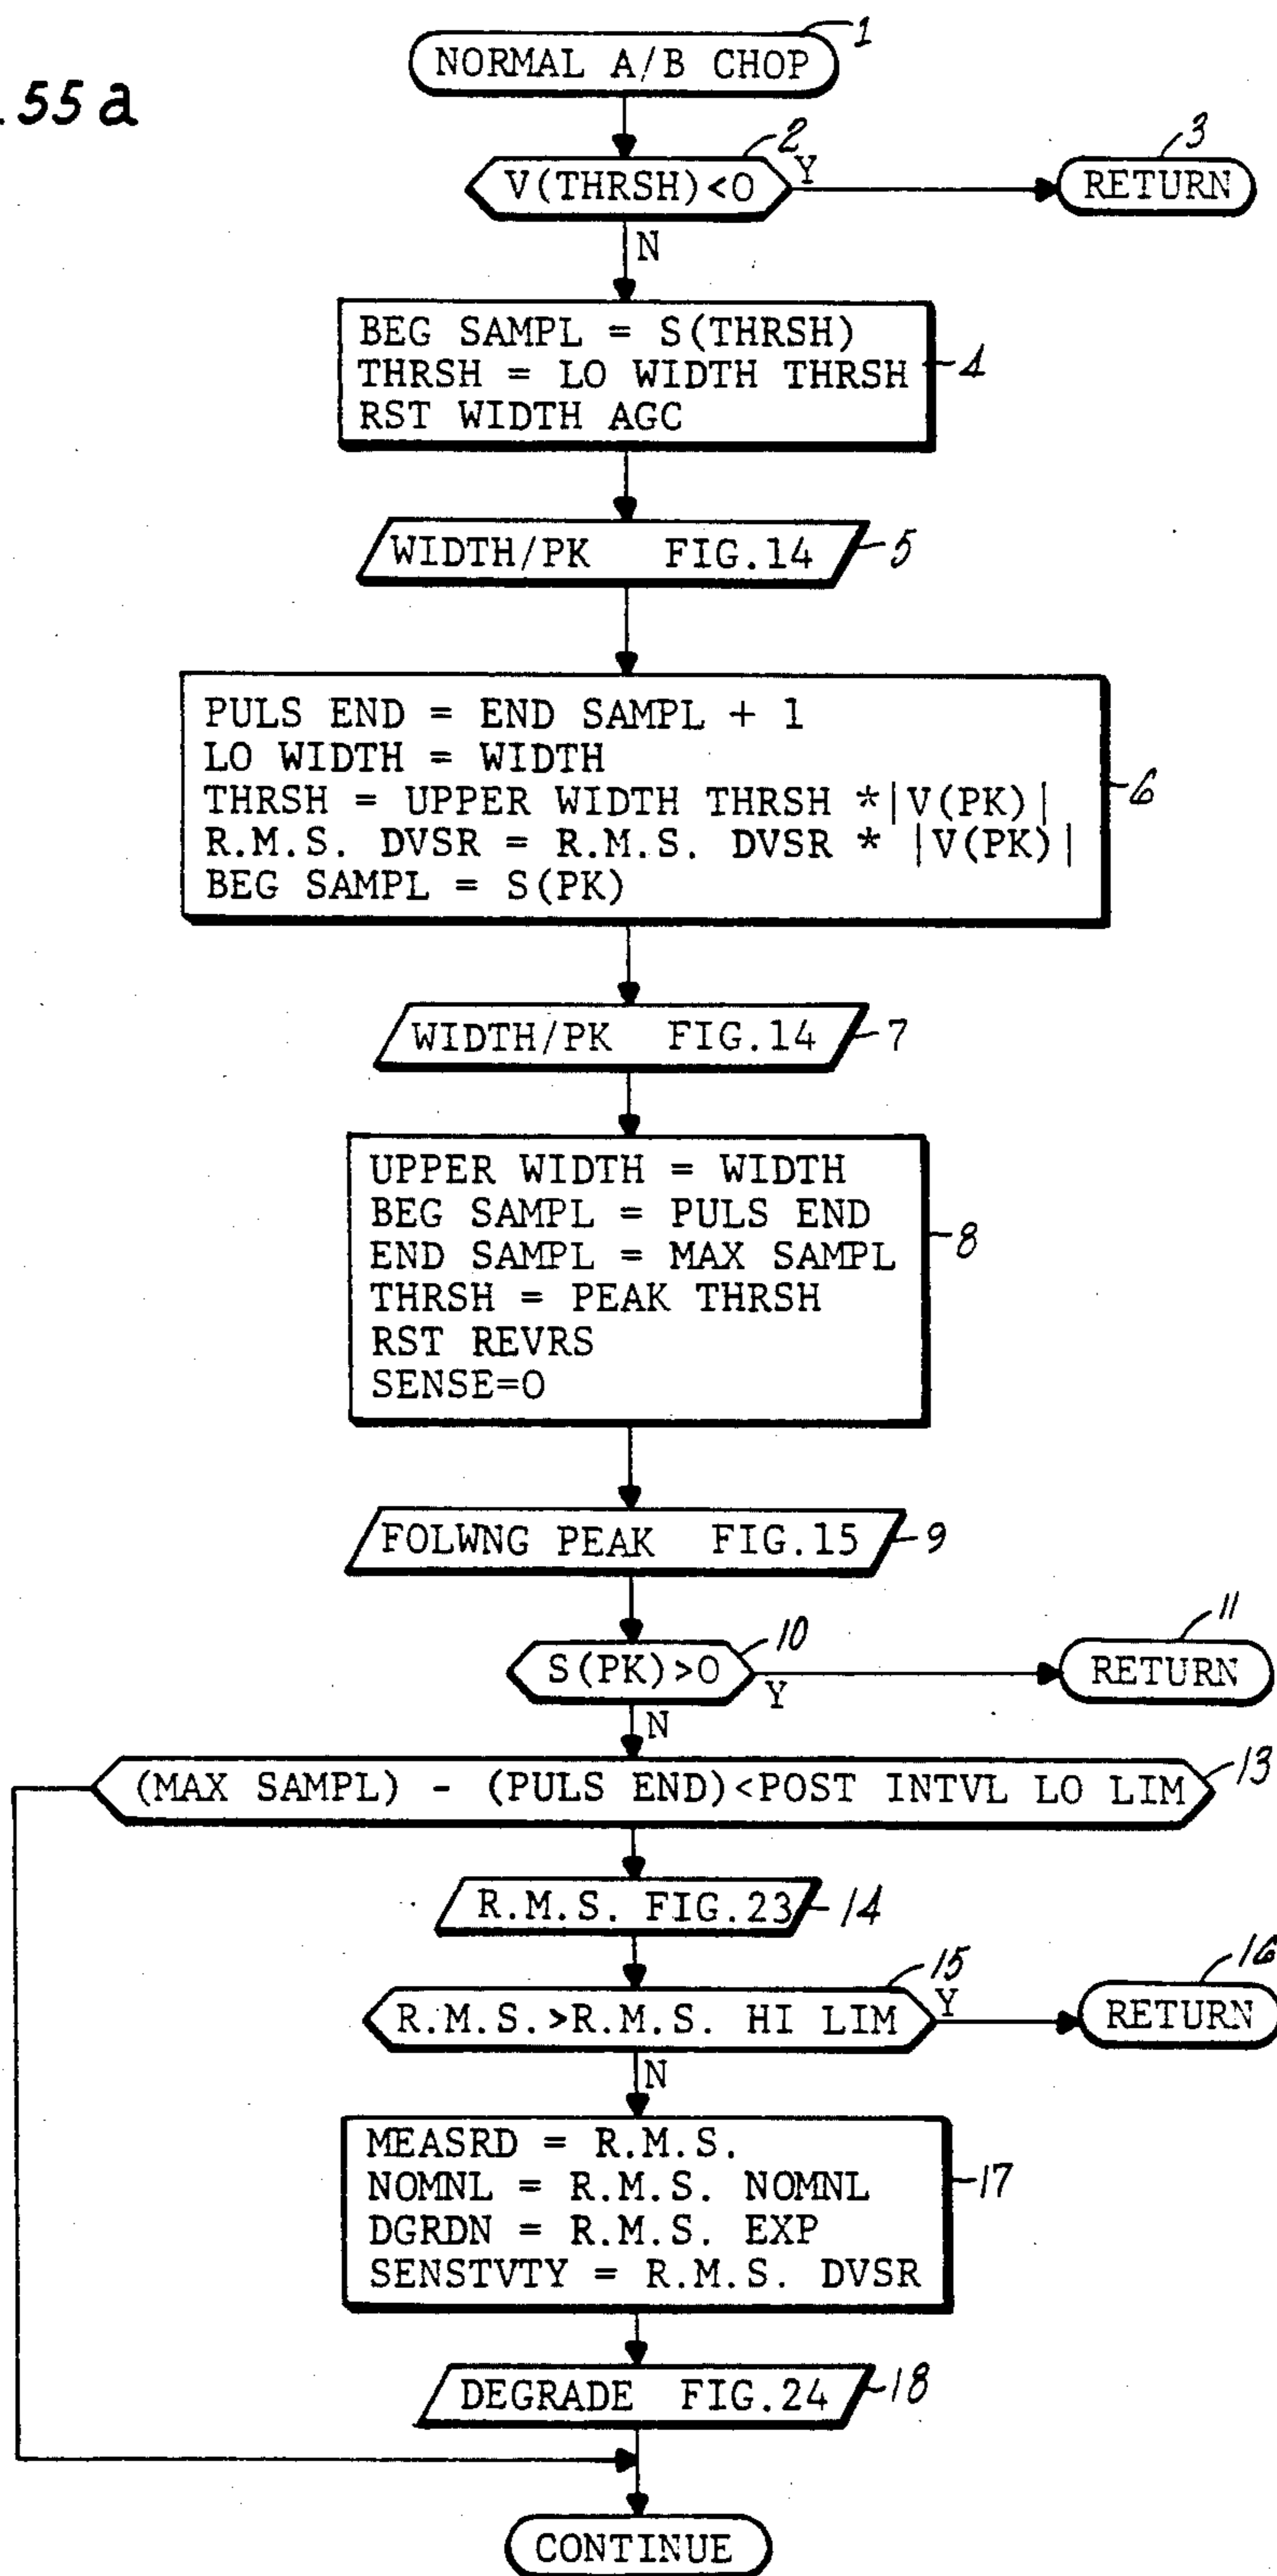 1
NORMAL A/B CHOP
.55a
2
3
V(THRSH)<0
Y
RETURN
N
BEG SAMPL = S(THRSH)
THRSH = LO WIDTH THRSH
RST WIDTH AGC
4
WIDTH/PK FIG.14
5
PULS END = END SAMPL + 1
LO WIDTH = WIDTH
THRSH = UPPER WIDTH THRSH *|V(PK)|
R.M.S. DVSR = R.M.S. DVSR * |V(PK)|
BEG SAMPL = S(PK)
6
WIDTH/PK FIG.14
7
UPPER WIDTH = WIDTH
BEG SAMPL = PULS END
END SAMPL = MAX SAMPL
THRSH = PEAK THRSH
RST REVRS
SENSE=0
8
FOLWNG PEAK FIG.15
9
10
11
S(PK)>0
Y
RETURN
N
(MAX SAMPL) - (PULS END)<POST INTVL LO LIM
13
R.M.S. FIG.23
14
15
16
R.M.S.>R.M.S. HI LIM
Y
RETURN
N
MEASRD = R.M.S.
NOMNL = R.M.S. NOMNL
DGRDN = R.M.S. EXP
SENSTVTY = R.M.S. DVSR
17
DEGRADE FIG.24
18
CONTINUE